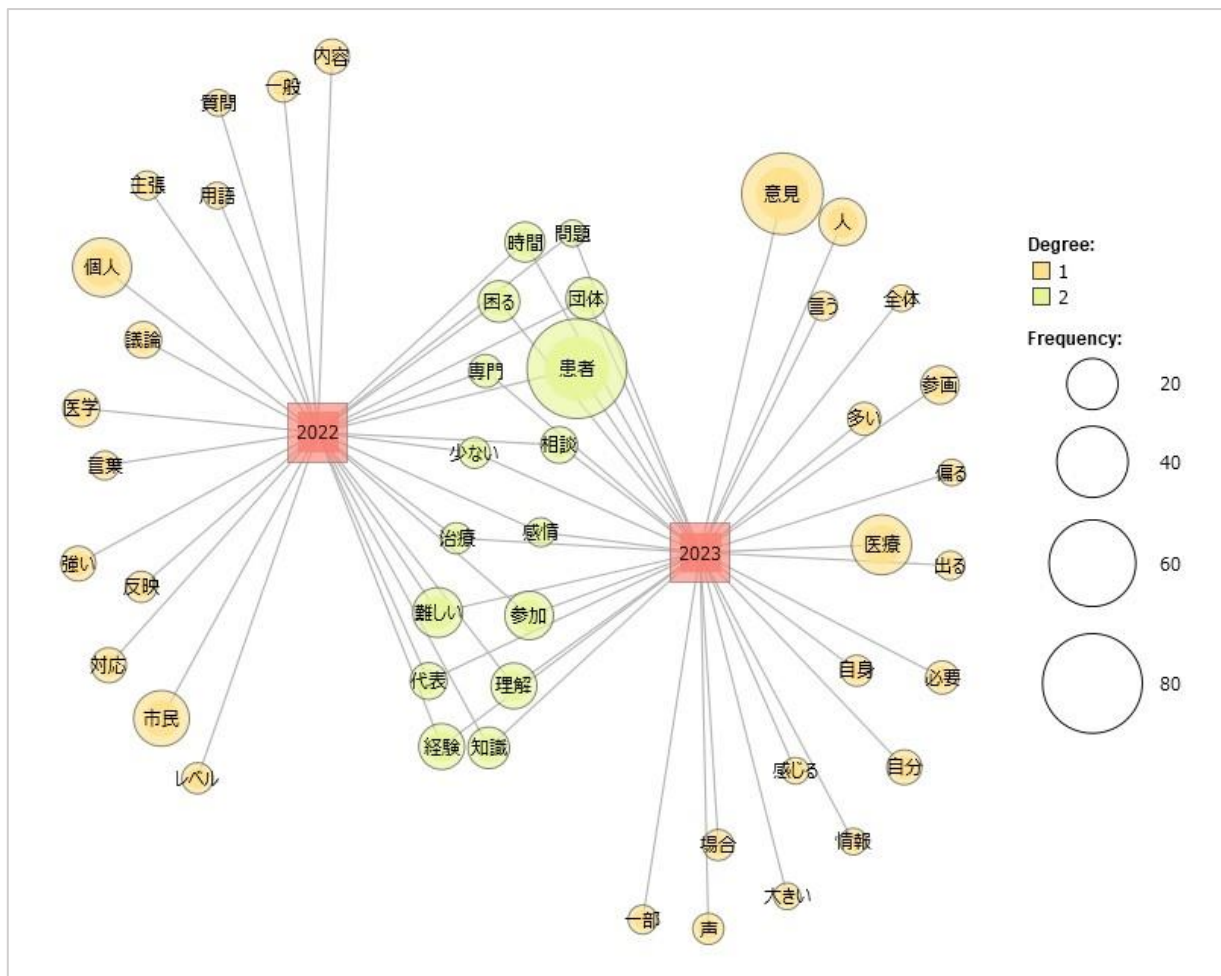 内容
一般
質問
主張
用語
個人
議論
医学
言葉
強い
反映
対応
市民
レベル
2022
時間
問題
困る
団体
患者
専門
相談
少ない
感情
治療
難しい
参加
代表
理解
経験
知識
2023
意見
人
言う
全体
参画
多い
偏る
医療
出る
自身
必要
感じる
自分
情報
場合
大きい
一部
声
Degree:
1
2
Frequency:
20
40
60
80